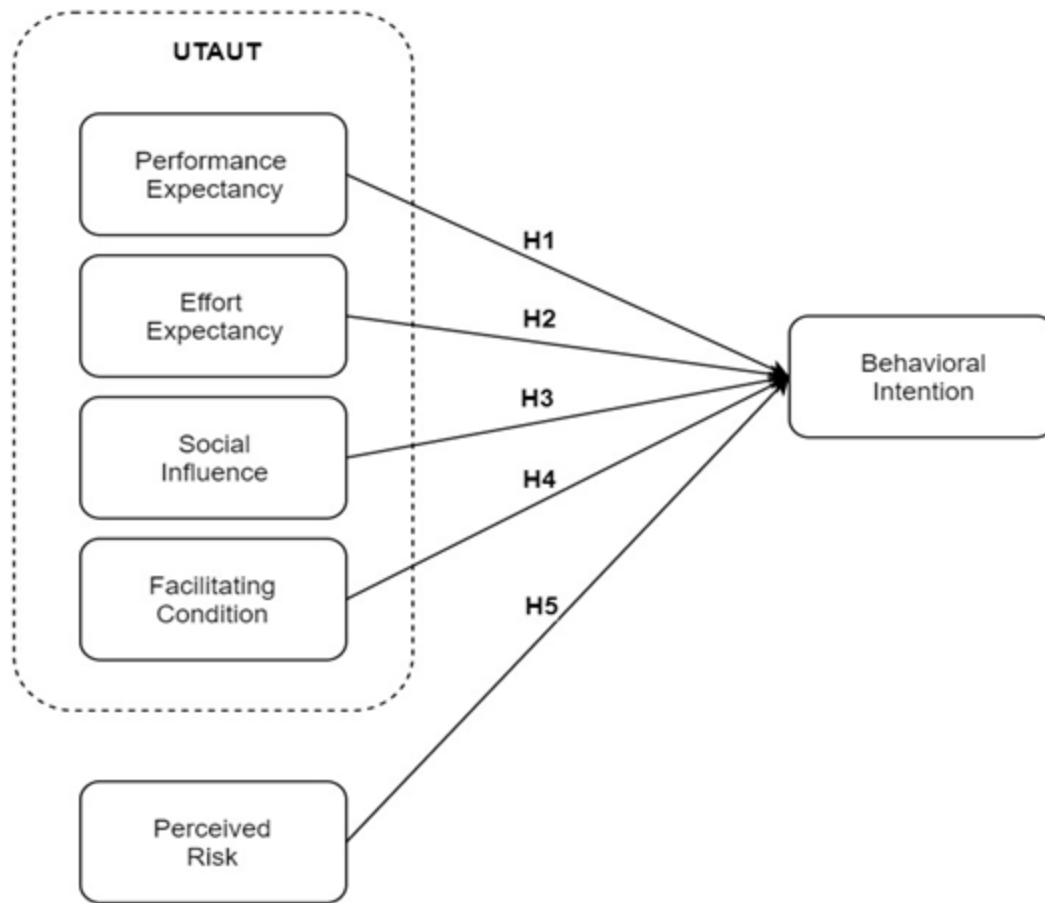 UTAUT
Performance
Expectancy
H1
Effort
Expectancy
H2
Behavioral
Intention
Social
Influence
H3
H4
Facilitating
Condition
H5
Perceived
Risk